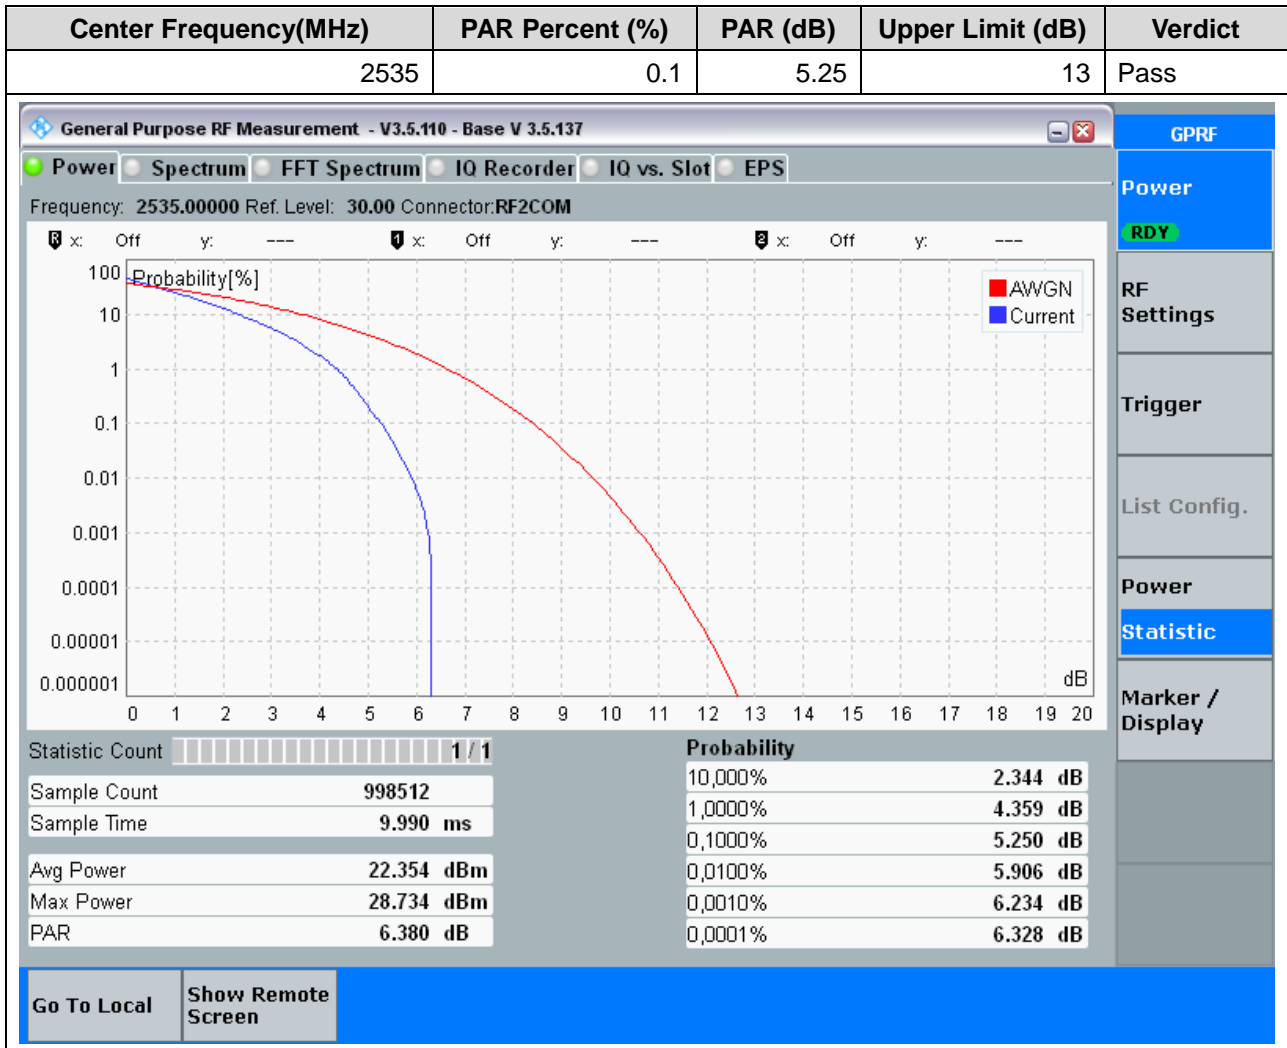 Center Frequency(MHz) PAR Percent (%) PAR (dB) Upper Limit (dB) Verdict
2535 0.1 5.25 13 Pass
General Purpose RF Measurement - V3.5.110 - Base V 3.5.137
GPRF
Power Spectrum FFT Spectrum IQ Recorder IQ vs. Slot EPS
Power
RDY
Frequency: 2535.00000 Ref. Level: 30.00 Connector:RF2COM
R x: Off y: --- 1 x: Off y: --- 2 x: Off y: ---
Probability[%]
AWGN
Current
100
10
1
0.1
0.01
0.001
0.0001
0.00001
0.000001
dB
0 1 2 3 4 5 6 7 8 9 10 11 12 13 14 15 16 17 18 19 20
RF
Settings
Trigger
List Config.
Power
Statistic
Marker /
Display
Statistic Count 1 / 1
Sample Count 998512
Sample Time 9.990 ms
Avg Power 22.354 dBm
Max Power 28.734 dBm
PAR 6.380 dB
Probability
10,000% 2.344 dB
1,0000% 4.359 dB
0,1000% 5.250 dB
0,0100% 5.906 dB
0,0010% 6.234 dB
0,0001% 6.328 dB
Go To Local
Show Remote
Screen